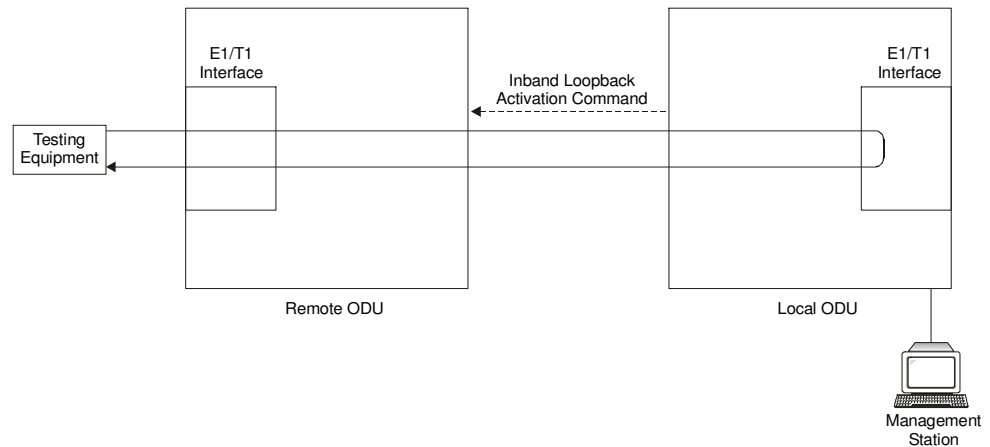 E1/T1
Interface
E1/T1
Interface
Inband Loopback
Activation Command
Testing
Equipment
Remote ODU
Local ODU
Management
Station